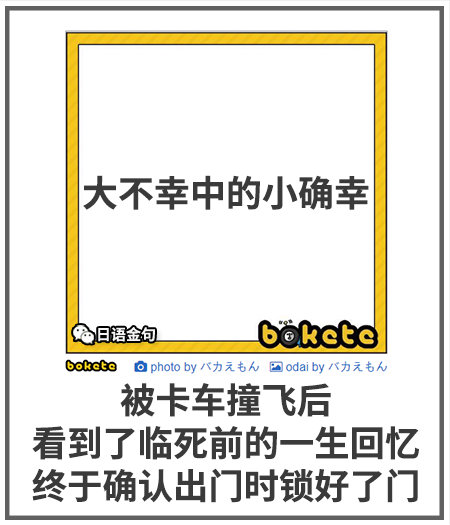 大不幸中的小确幸
日语金句
WEB
bokete
bokete photo by バカえもん odai by バカえもん
被卡车撞飞后
看到了临死前的一生回忆
终于确认出门时锁好了门